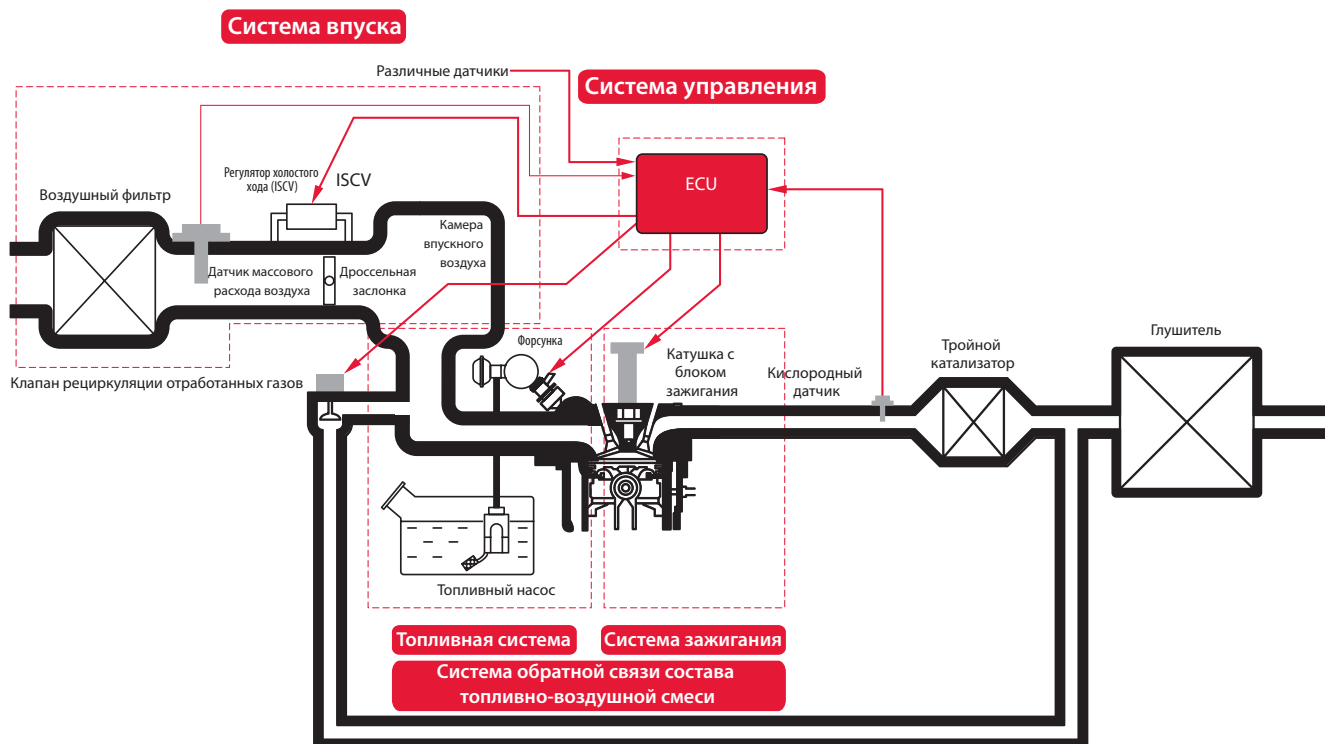 Система впуска
Различные датчики
Система управления
Регулятор холостого
хода (ISCV)
ISCV
ECU
Воздушный фильтр
Камера
впускного
воздуха
Датчик массового
расхода воздуха
Дроссельная
заслонка
Форсунка
Глушитель
Тройной
катализатор
Катушка с
блоком
зажигания
Кислородный
датчик
Клапан рециркуляции отработанных газов
Топливный насос
Топливная система
Система зажигания
Система обратной связи состава
топливно-воздушной смеси